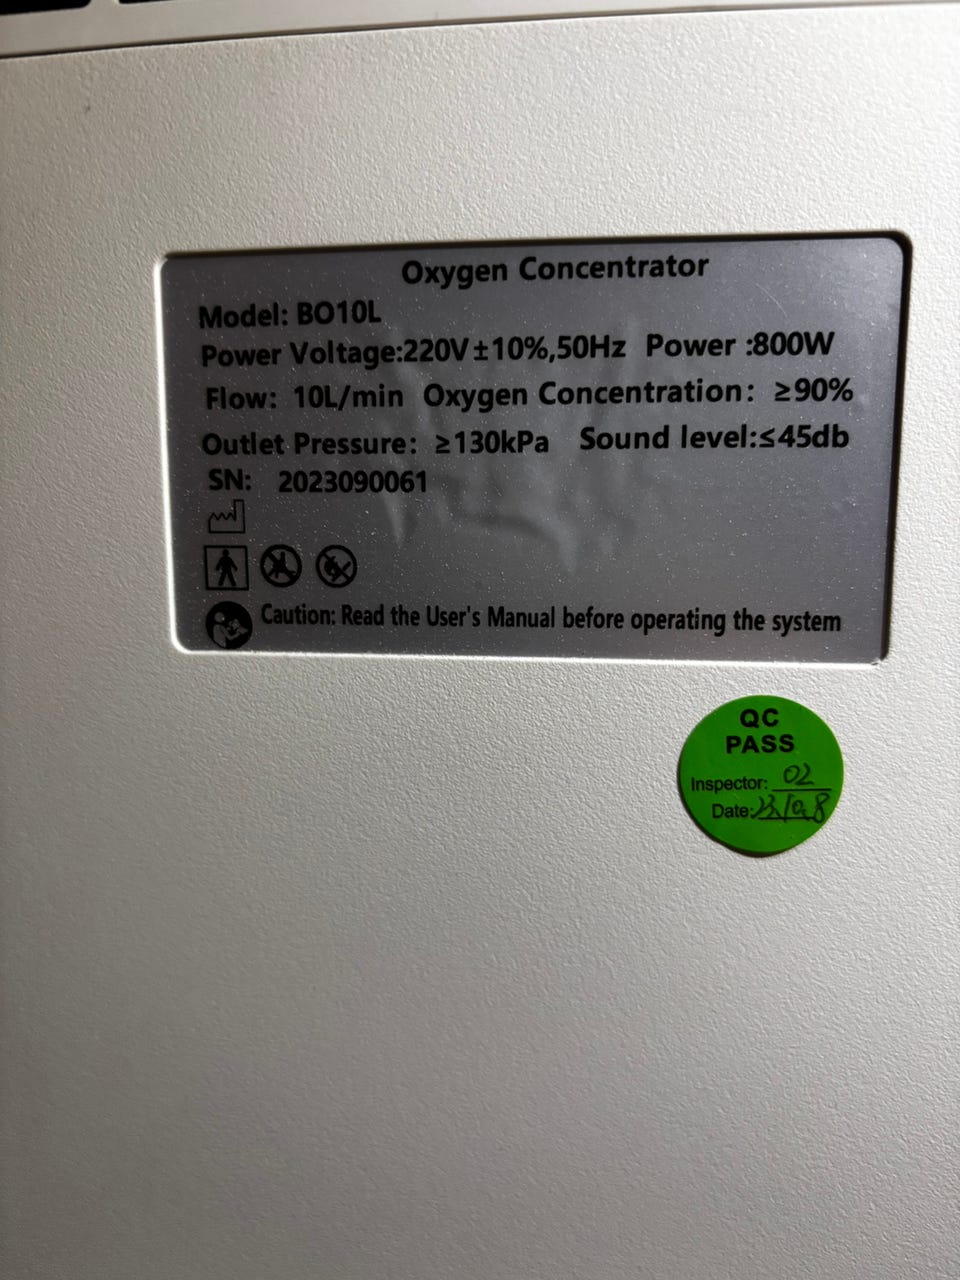 Oxygen Concentrator
Model: BO10L
Power Voltage:220V±10%,50Hz Power :800W
Flow: 10L/min Oxygen Concentration: ≥90%
Outlet Pressure: ≥130kPa Sound level:≤45db
SN: 2023090061
Caution: Read the User's Manual before operating the system
QC
PASS
Inspector: 02
Date: